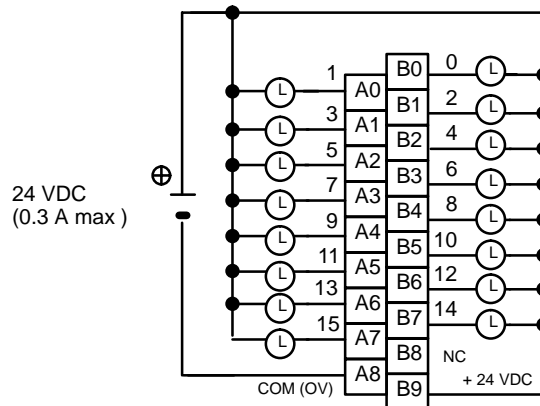 B0 0 L
1 L A0
B1 2 L
3 L A1
B2 4 L
5 L A2
B3 6 L
7 L A3
24 VDC
(0.3 A max )
B4 8 L
9 L A4
B5 10 L
11 L A5
B6 12 L
13 L A6
B7 14 L
15 L A7
B8 NC
A8 COM (OV)
B9 + 24 VDC